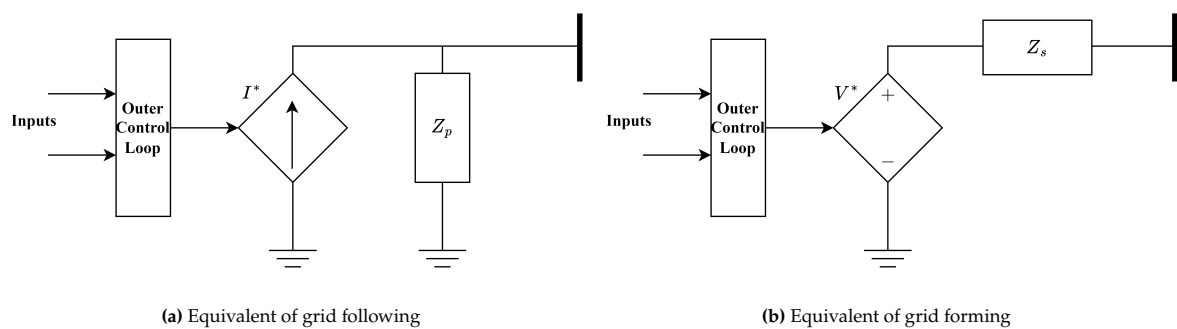 Inputs
Outer
Control
Loop
I*
Z_p
(a) Equivalent of grid following
Inputs
Outer
Control
Loop
V*
+
−
Z_s
(b) Equivalent of grid forming